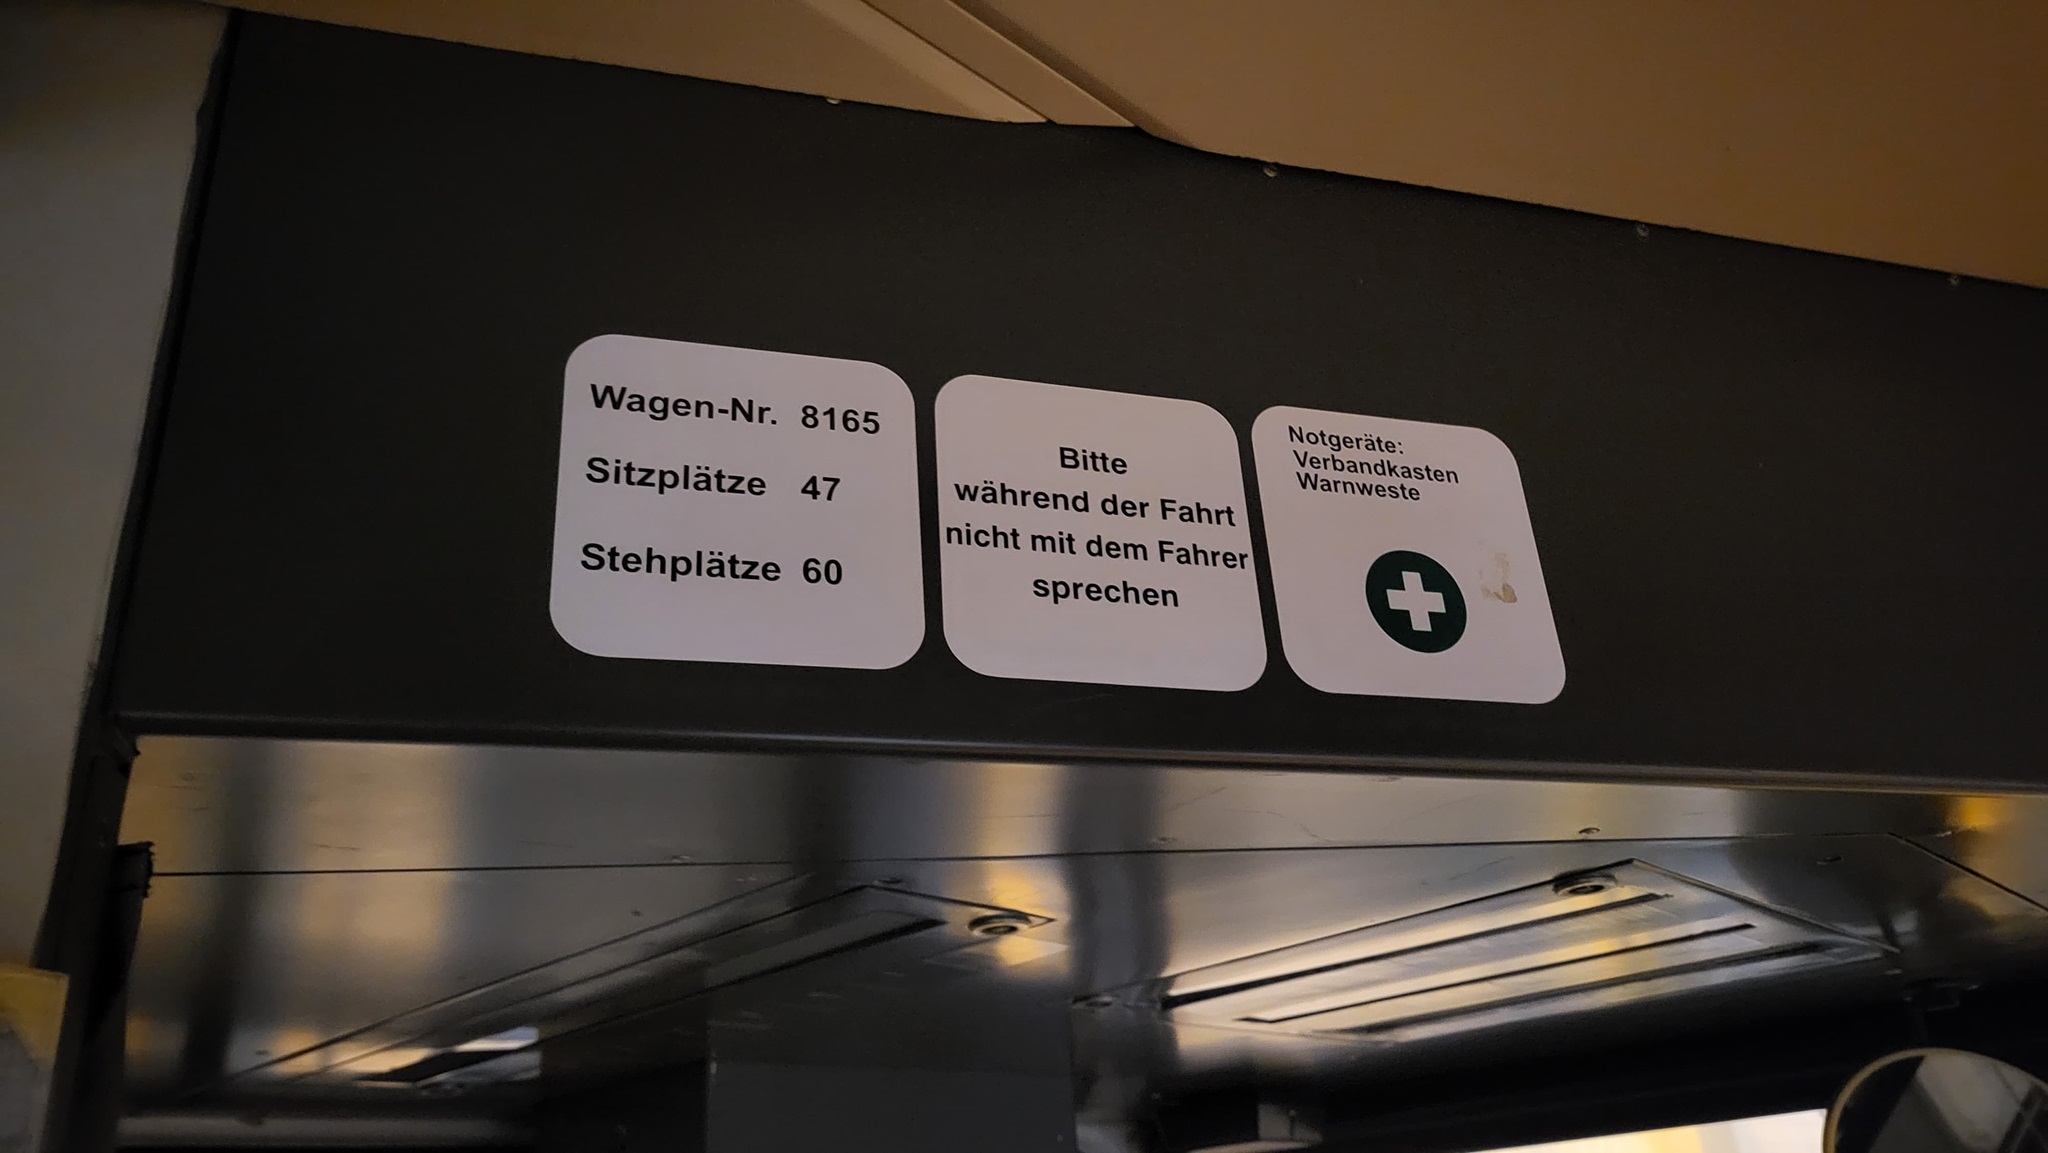 Wagen-Nr. 8165
Sitzplätze 47
Stehplätze 60
Bitte
während der Fahrt
nicht mit dem Fahrer
sprechen
Notgeräte:
Verbandkasten
Warnweste